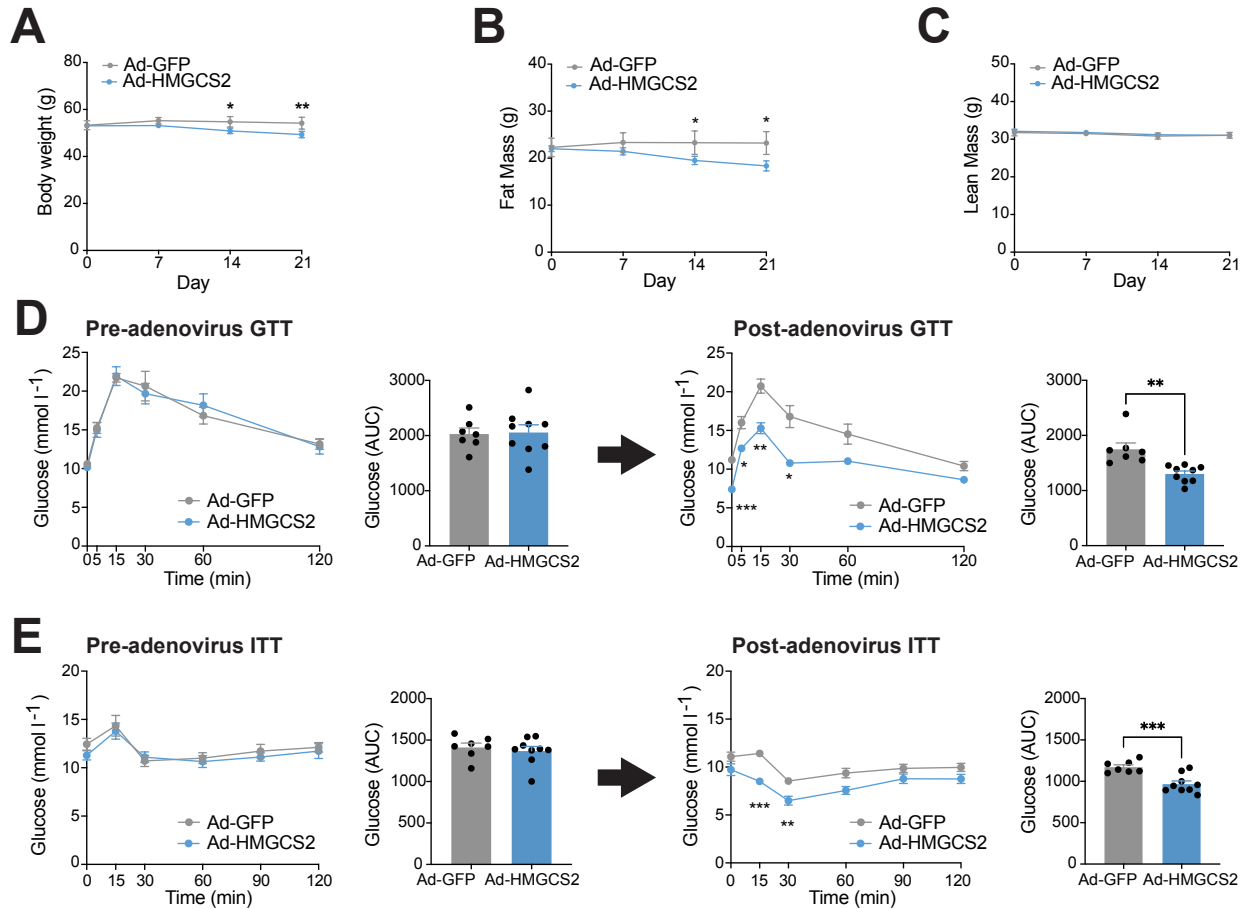 A
B
C
Ad-GFP
Ad-HMGCS2
Body weight (g)
80
60
40
20
0
*
**
0
7
14
21
Day
Ad-GFP
Ad-HMGCS2
Fat Mass (g)
40
30
20
10
0
*
*
0
7
14
21
Day
Ad-GFP
Ad-HMGCS2
Lean Mass (g)
50
40
30
20
10
0
0
7
14
21
Day
D
Pre-adenovirus GTT
Glucose (mmol l⁻¹)
25
20
15
10
5
0
Ad-GFP
Ad-HMGCS2
0
5
15
30
60
120
Time (min)
Glucose (AUC)
3000
2000
1000
0
Ad-GFP
Ad-HMGCS2
Post-adenovirus GTT
Glucose (mmol l⁻¹)
25
20
15
10
5
0
**
*
*
***
Ad-GFP
Ad-HMGCS2
0
5
15
30
60
120
Time (min)
Glucose (AUC)
3000
2000
1000
0
**
Ad-GFP
Ad-HMGCS2
E
Pre-adenovirus ITT
Glucose (mmol l⁻¹)
20
15
10
5
0
Ad-GFP
Ad-HMGCS2
0
15
30
60
90
120
Time (min)
Glucose (AUC)
2000
1500
1000
500
0
Ad-GFP
Ad-HMGCS2
Post-adenovirus ITT
Glucose (mmol l⁻¹)
20
15
10
5
0
***
**
Ad-GFP
Ad-HMGCS2
0
15
30
60
90
120
Time (min)
Glucose (AUC)
2000
1500
1000
500
0
***
Ad-GFP
Ad-HMGCS2